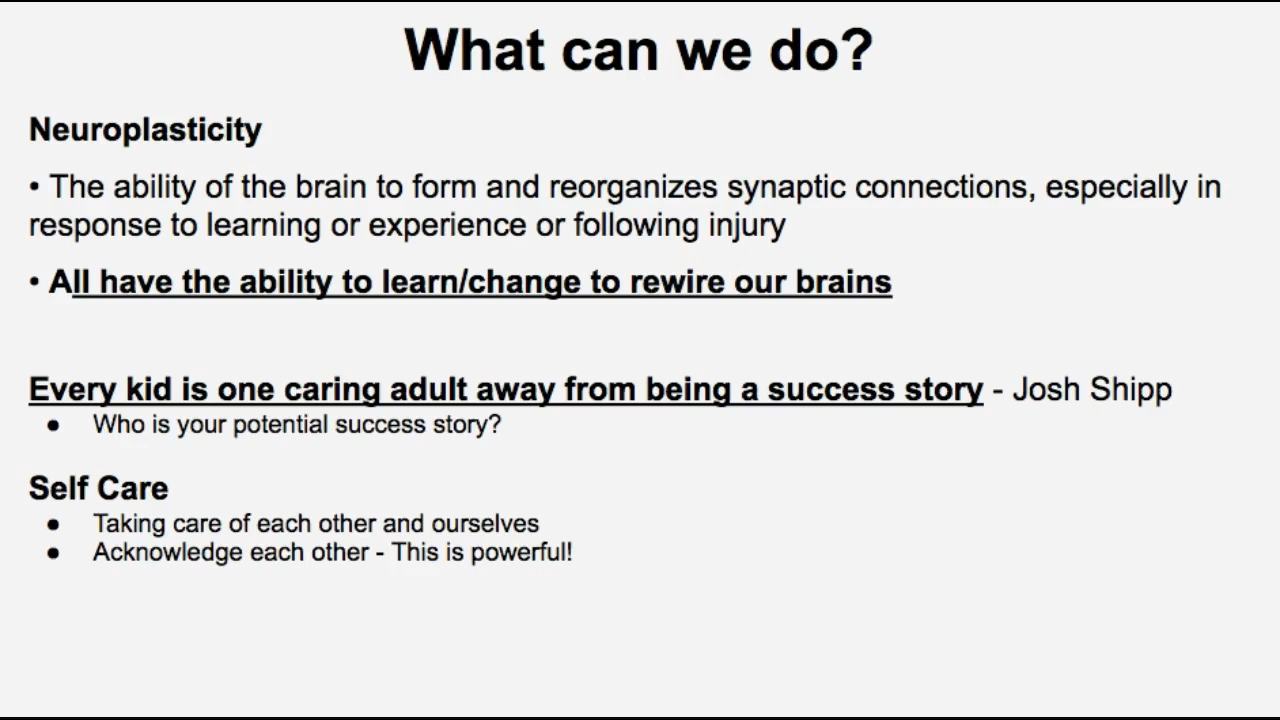 What can we do?
Neuroplasticity
• The ability of the brain to form and reorganizes synaptic connections, especially in
response to learning or experience or following injury
• All have the ability to learn/change to rewire our brains
Every kid is one caring adult away from being a success story - Josh Shipp
● Who is your potential success story?
Self Care
● Taking care of each other and ourselves
● Acknowledge each other - This is powerful!